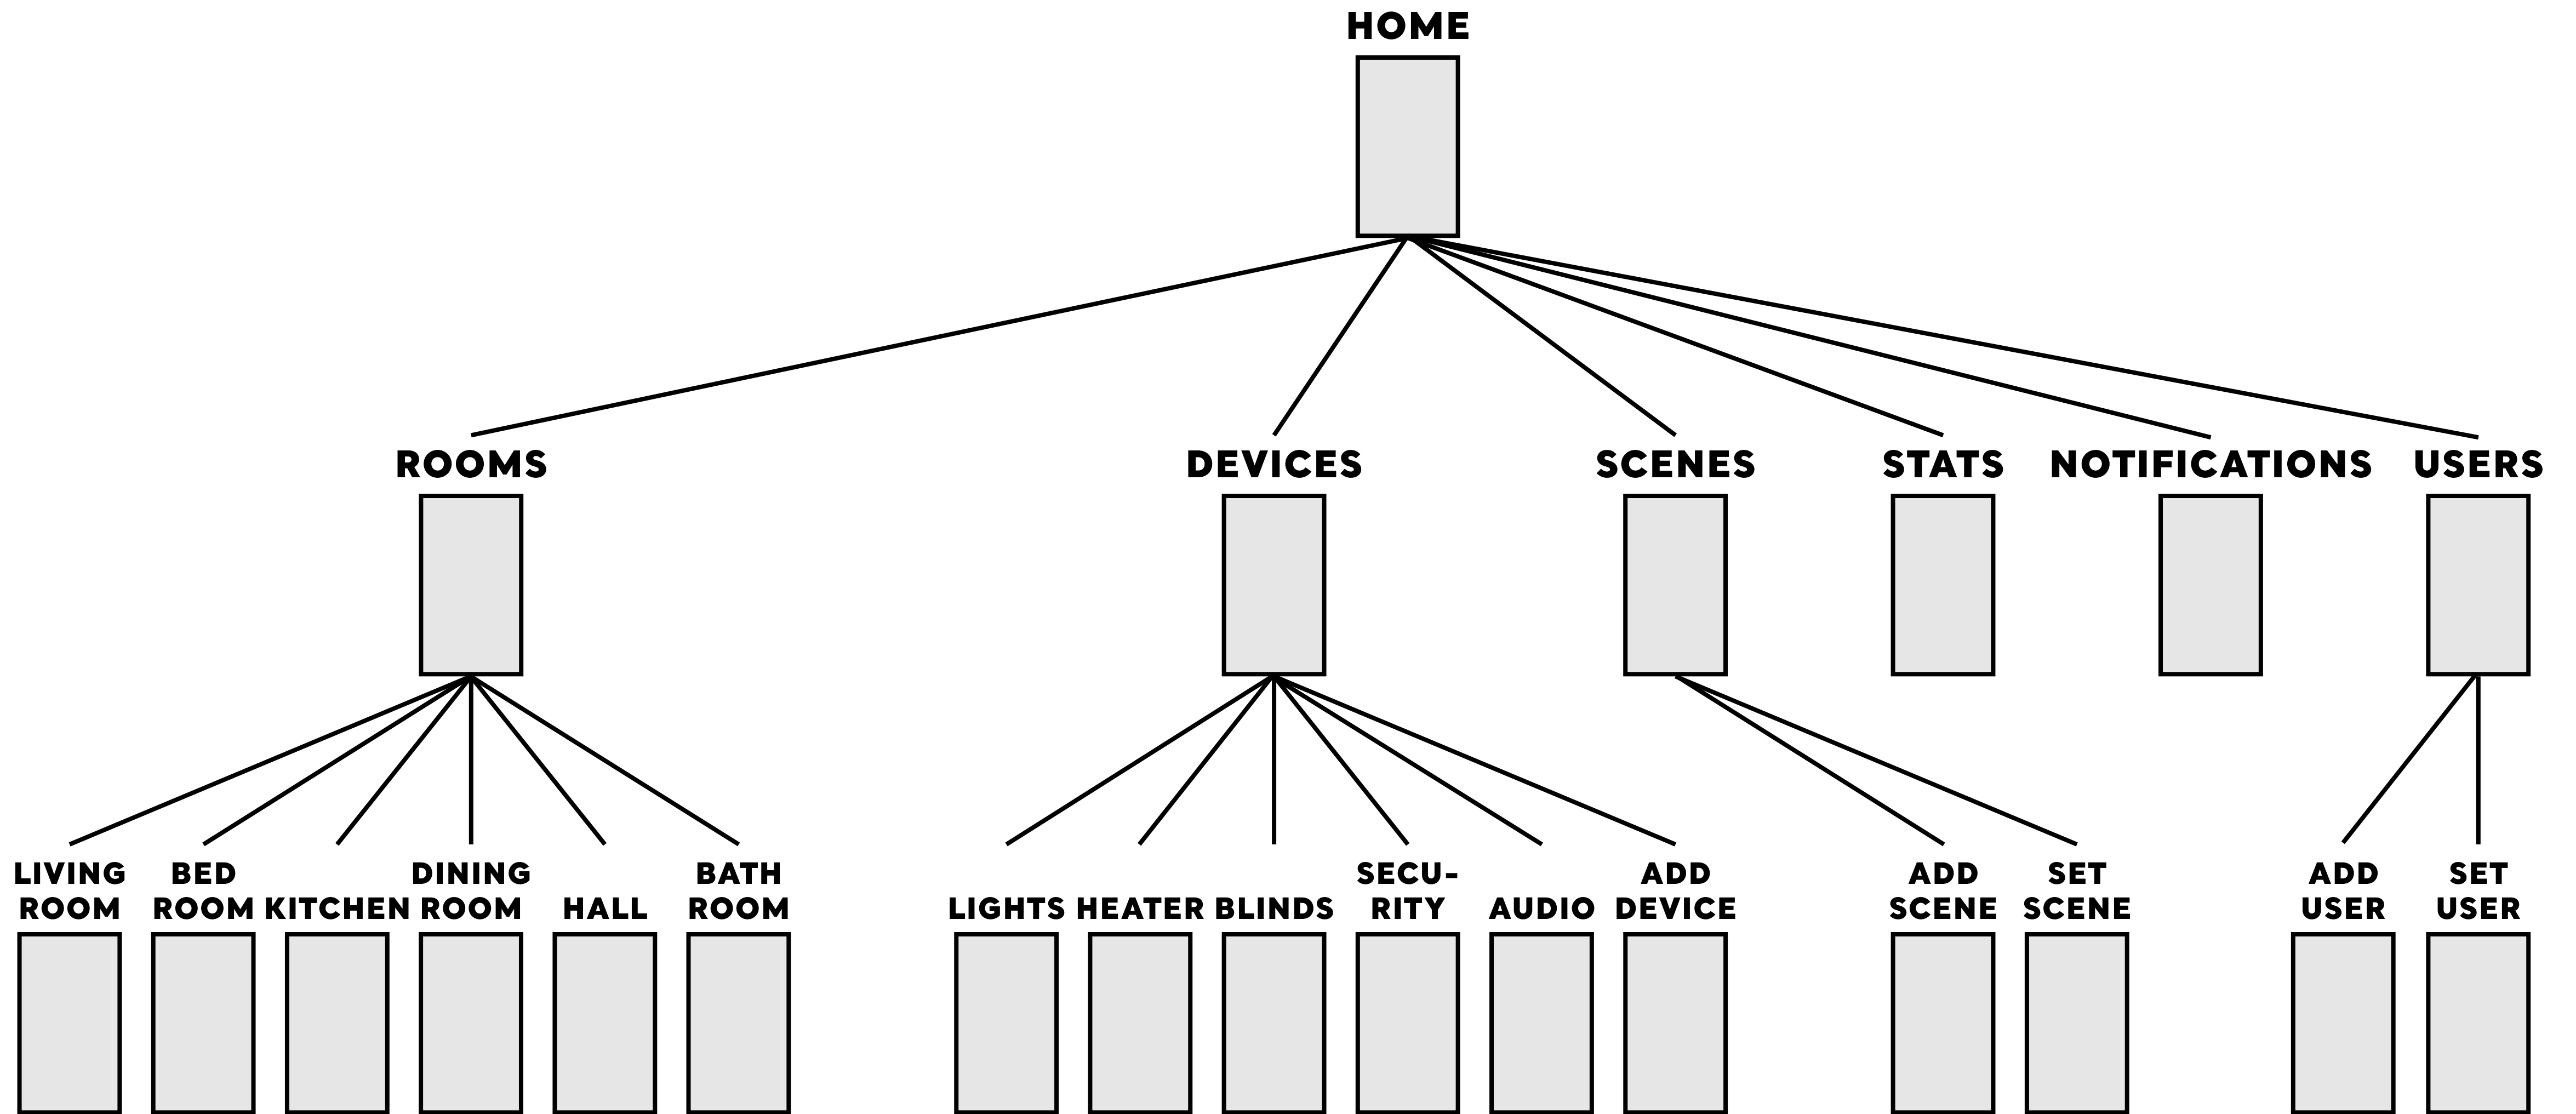 HOME
ROOMS
DEVICES
SCENES
STATS
NOTIFICATIONS
USERS
LIVING
ROOM
BED
ROOM
KITCHEN
DINING
ROOM
HALL
BATH
ROOM
LIGHTS
HEATER
BLINDS
SECU-
RITY
AUDIO
ADD
DEVICE
ADD
SCENE
SET
SCENE
ADD
USER
SET
USER